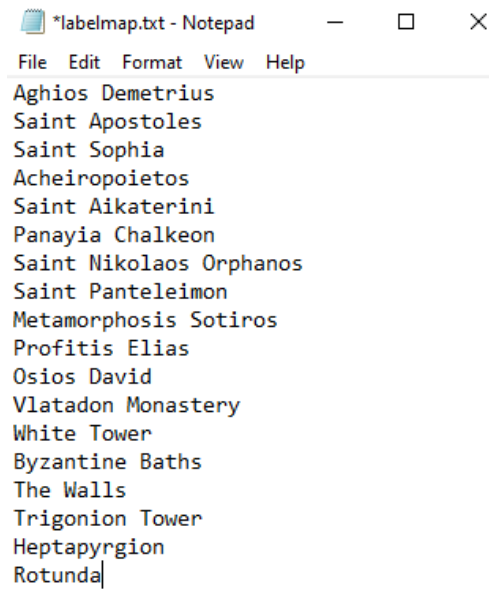 *labelmap.txt - Notepad
File Edit Format View Help
Aghios Demetrius
Saint Apostoles
Saint Sophia
Acheiropoietos
Saint Aikaterini
Panayia Chalkeon
Saint Nikolaos Orphanos
Saint Panteleimon
Metamorphosis Sotiros
Profitis Elias
Osios David
Vlatadon Monastery
White Tower
Byzantine Baths
The Walls
Trigonion Tower
Heptapyrgion
Rotunda